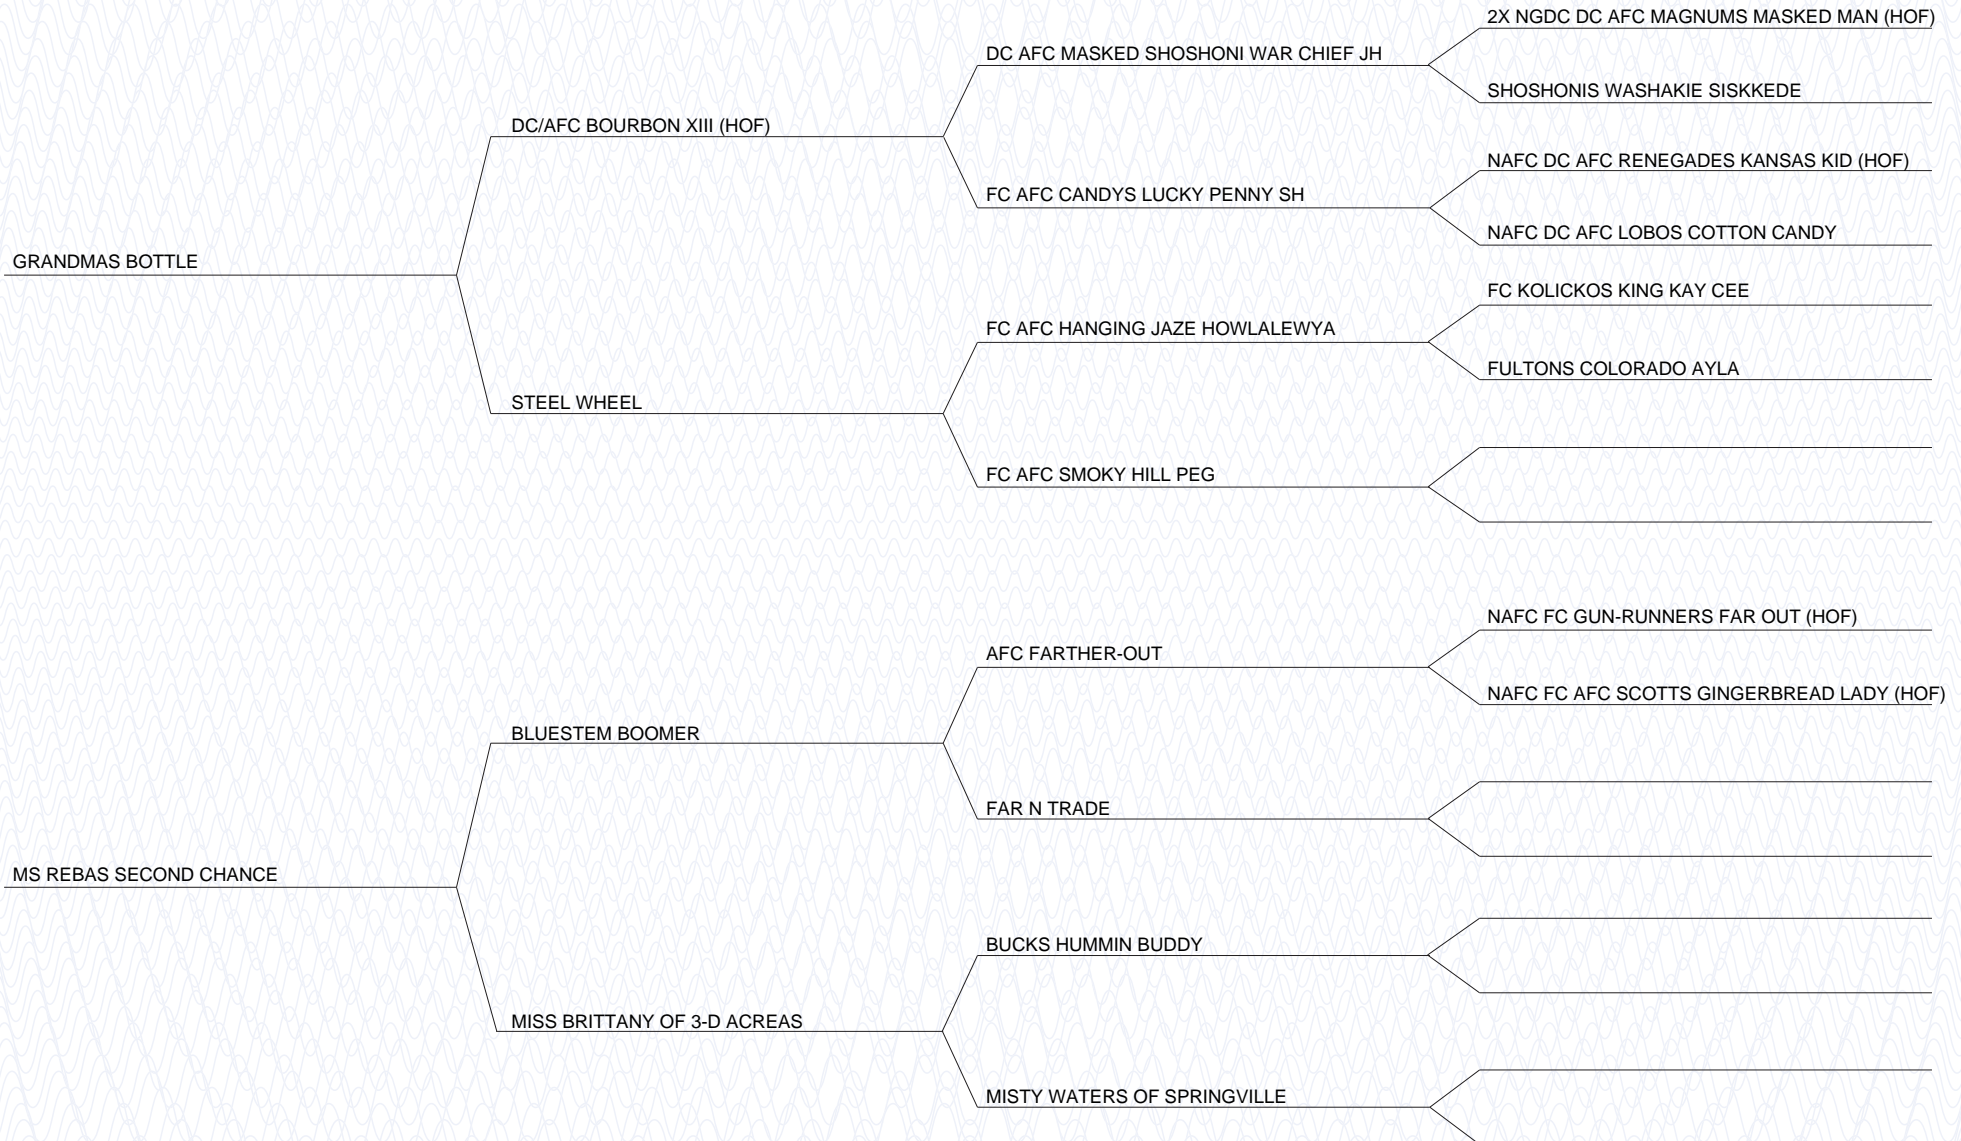 2X NGDC DC AFC MAGNUMS MASKED MAN (HOF)
DC AFC MASKED SHOSHONI WAR CHIEF JH
SHOSHONIS WASHAKIE SISKKEDE
DC/AFC BOURBON XIII (HOF)
NAFC DC AFC RENEGADES KANSAS KID (HOF)
FC AFC CANDYS LUCKY PENNY SH
NAFC DC AFC LOBOS COTTON CANDY
GRANDMAS BOTTLE
FC KOLICKOS KING KAY CEE
FC AFC HANGING JAZE HOWLALEWYA
FULTONS COLORADO AYLA
STEEL WHEEL
FC AFC SMOKY HILL PEG
NAFC FC GUN-RUNNERS FAR OUT (HOF)
AFC FARTHER-OUT
NAFC FC AFC SCOTTS GINGERBREAD LADY (HOF)
BLUESTEM BOOMER
FAR N TRADE
MS REBAS SECOND CHANCE
BUCKS HUMMIN BUDDY
MISS BRITTANY OF 3-D ACREAS
MISTY WATERS OF SPRINGVILLE